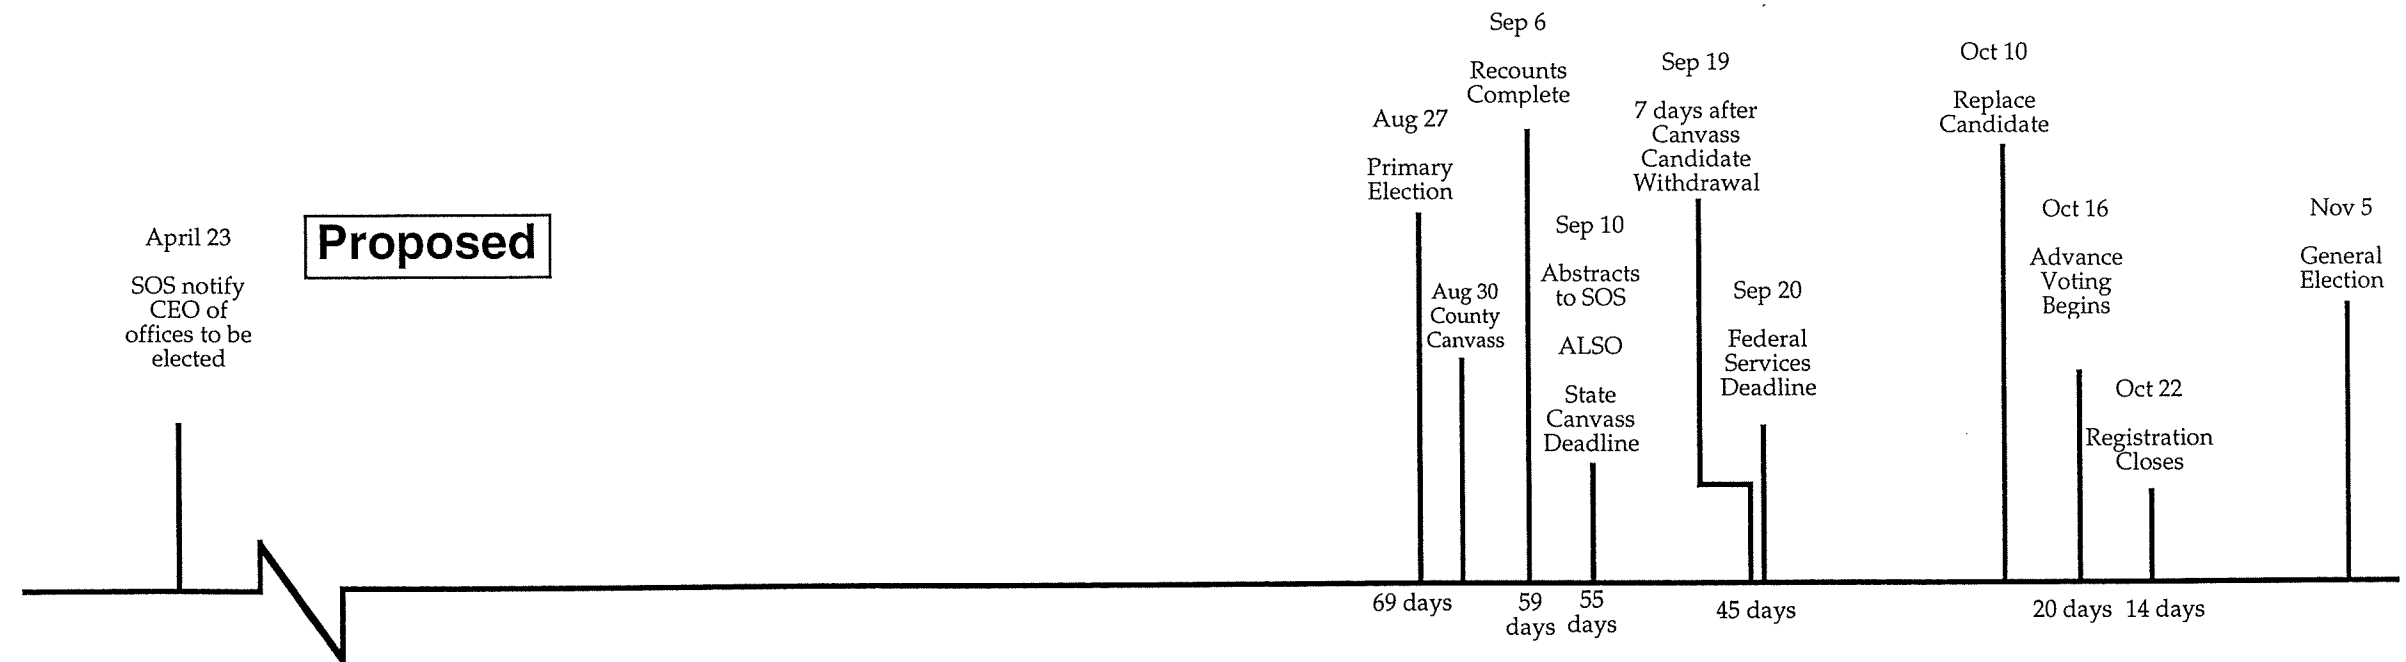 April 23
SOS notify
CEO of
offices to be
elected
Proposed
Aug 27
Primary
Election
Aug 30
County
Canvass
Sep 6
Recounts
Complete
Sep 10
Abstracts
to SOS
ALSO
State
Canvass
Deadline
Sep 19
7 days after
Canvass
Candidate
Withdrawal
Sep 20
Federal
Services
Deadline
Oct 10
Replace
Candidate
Oct 16
Advance
Voting
Begins
Oct 22
Registration
Closes
Nov 5
General
Election
69 days
59
days
55
days
45 days
20 days
14 days